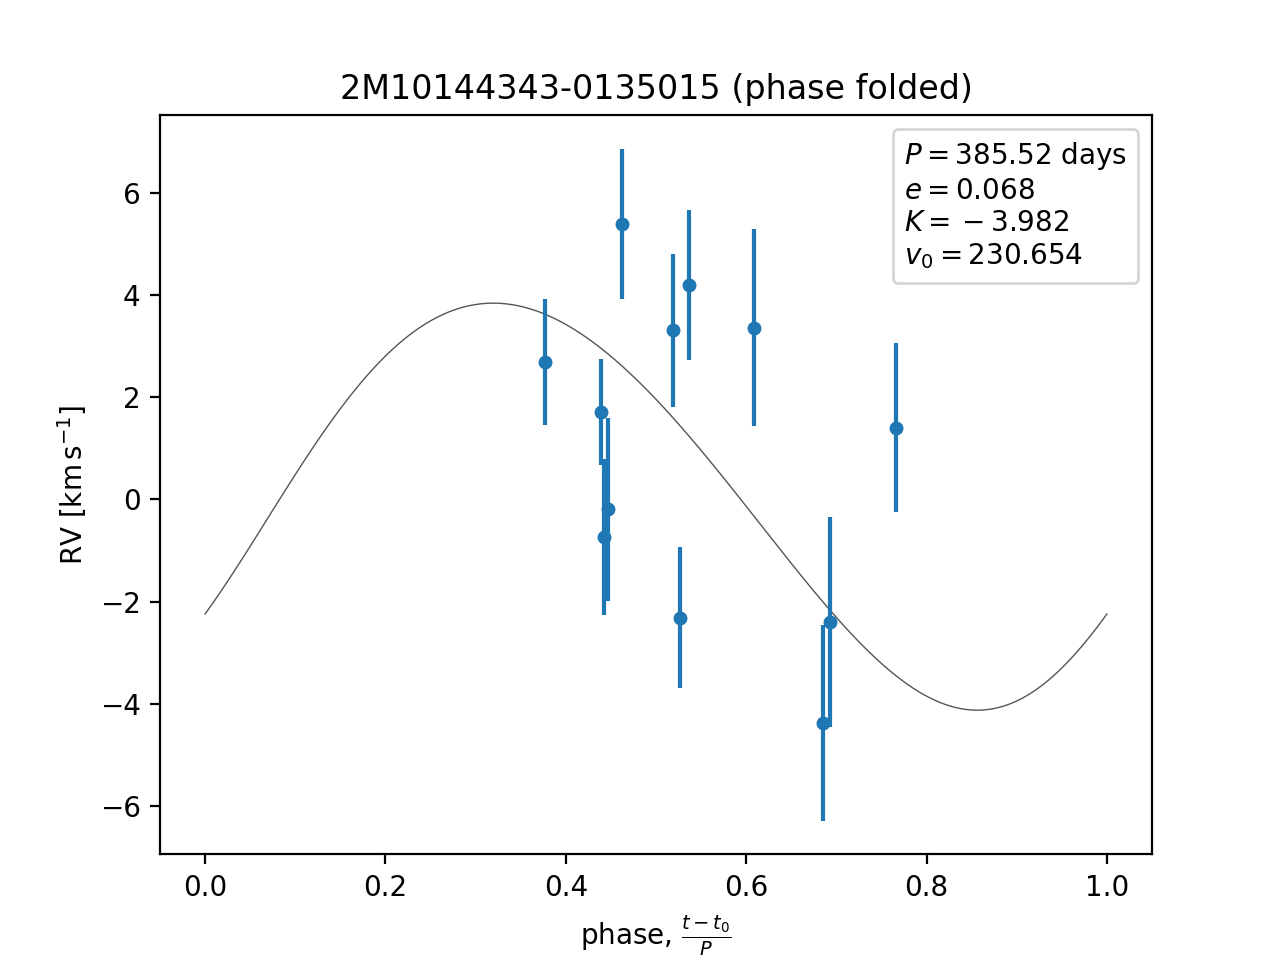 2M10144343-0135015 (phase folded)
P = 385.52 days
e = 0.068
K = −3.982
v₀ = 230.654
RV [km s⁻¹]
6
4
2
0
−2
−4
−6
0.0 0.2 0.4 0.6 0.8 1.0
phase, (t − t₀)/P